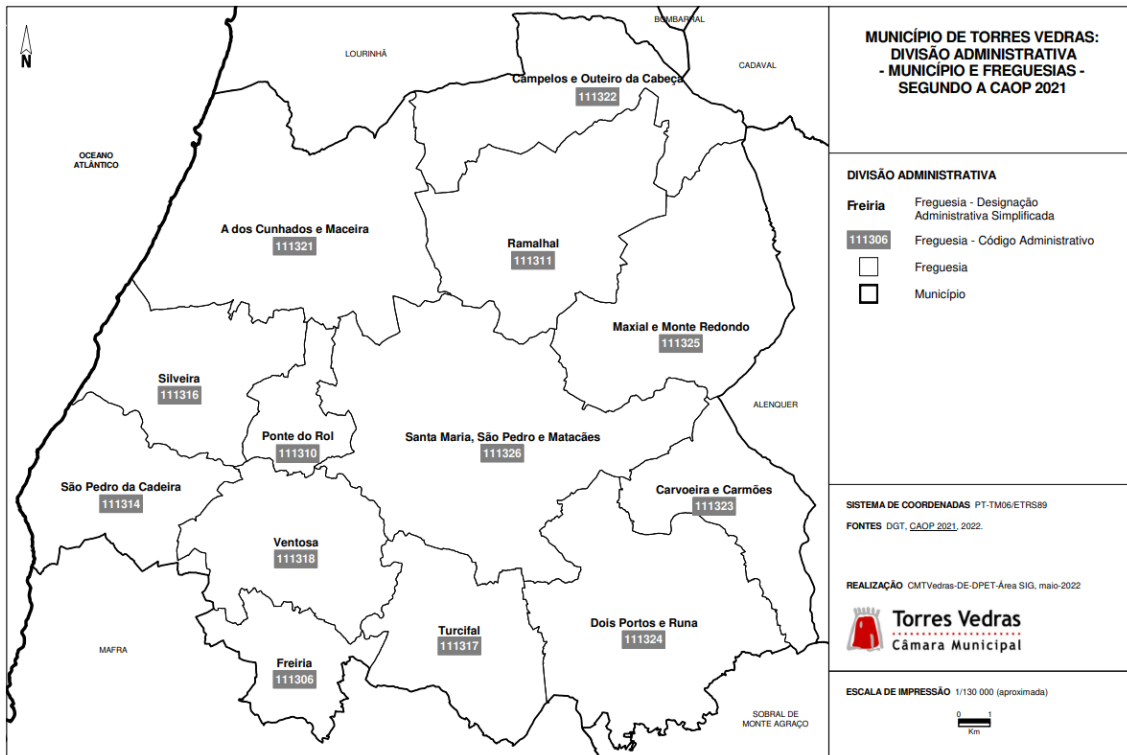 N
LOURINHÃ
BOMBARRAL
CADAVAL
OCEANO
ATLÂNTICO
Campelos e Outeiro da Cabeça
111322
A dos Cunhados e Maceira
111321
Ramalhal
111311
Maxial e Monte Redondo
111325
Silveira
111316
ALENQUER
Ponte do Rol
111310
Santa Maria, São Pedro e Matacães
111326
São Pedro da Cadeira
111314
Carvoeira e Carmões
111323
Ventosa
111318
Dois Portos e Runa
111324
Turcifal
111317
MAFRA
Freiria
111306
SOBRAL DE
MONTE AGRAÇO
MUNICÍPIO DE TORRES VEDRAS:
DIVISÃO ADMINISTRATIVA
- MUNICÍPIO E FREGUESIAS -
SEGUNDO A CAOP 2021
DIVISÃO ADMINISTRATIVA
Freiria Freguesia - Designação
Administrativa Simplificada
111306 Freguesia - Código Administrativo
Freguesia
Município
SISTEMA DE COORDENADAS PT-TM06/ETRS89
FONTES DGT, CAOP 2021, 2022.
REALIZAÇÃO CMTVedras-DE-DPET-Área SIG, maio-2022
Torres Vedras
Câmara Municipal
ESCALA DE IMPRESSÃO 1/130 000 (aproximada)
0 1
Km